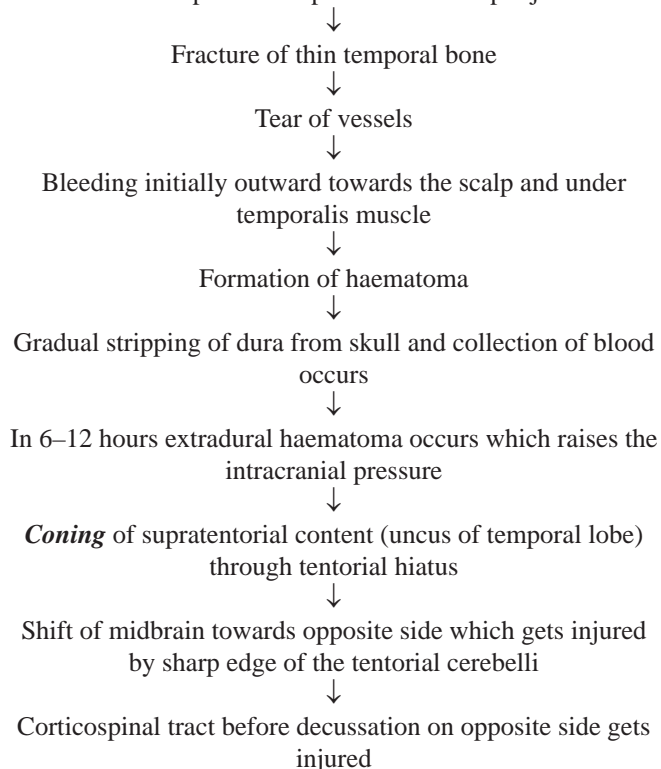 ↓
Fracture of thin temporal bone
↓
Tear of vessels
↓
Bleeding initially outward towards the scalp and under
temporalis muscle
↓
Formation of haematoma
↓
Gradual stripping of dura from skull and collection of blood
occurs
↓
In 6–12 hours extradural haematoma occurs which raises the
intracranial pressure
↓
Coning of supratentorial content (uncus of temporal lobe)
through tentorial hiatus
↓
Shift of midbrain towards opposite side which gets injured
by sharp edge of the tentorial cerebelli
↓
Corticospinal tract before decussation on opposite side gets
injured